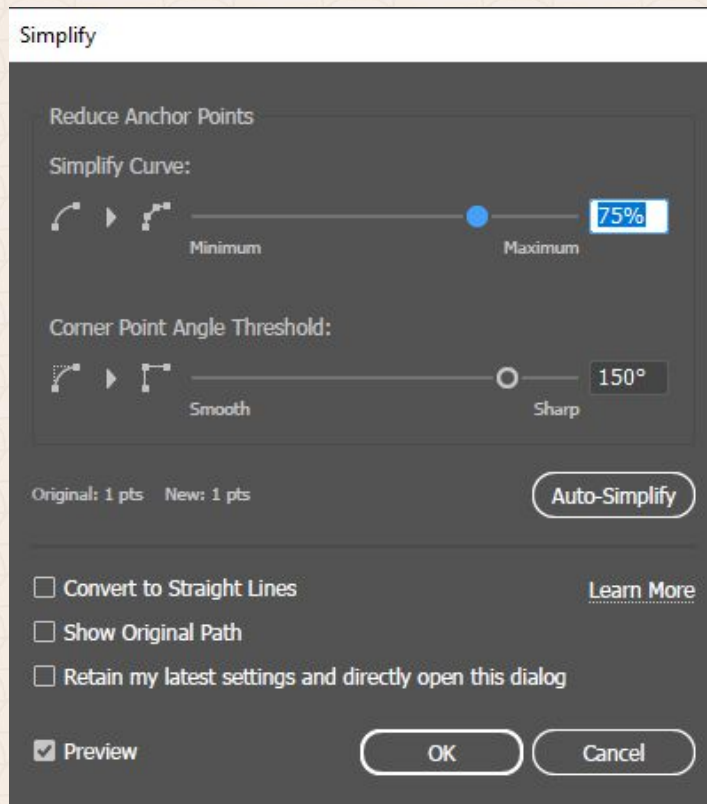 Simplify
Reduce Anchor Points
Simplify Curve:
75%
Minimum Maximum
Corner Point Angle Threshold:
150°
Smooth Sharp
Original: 1 pts New: 1 pts Auto-Simplify
Convert to Straight Lines Learn More
Show Original Path
Retain my latest settings and directly open this dialog
Preview OK Cancel